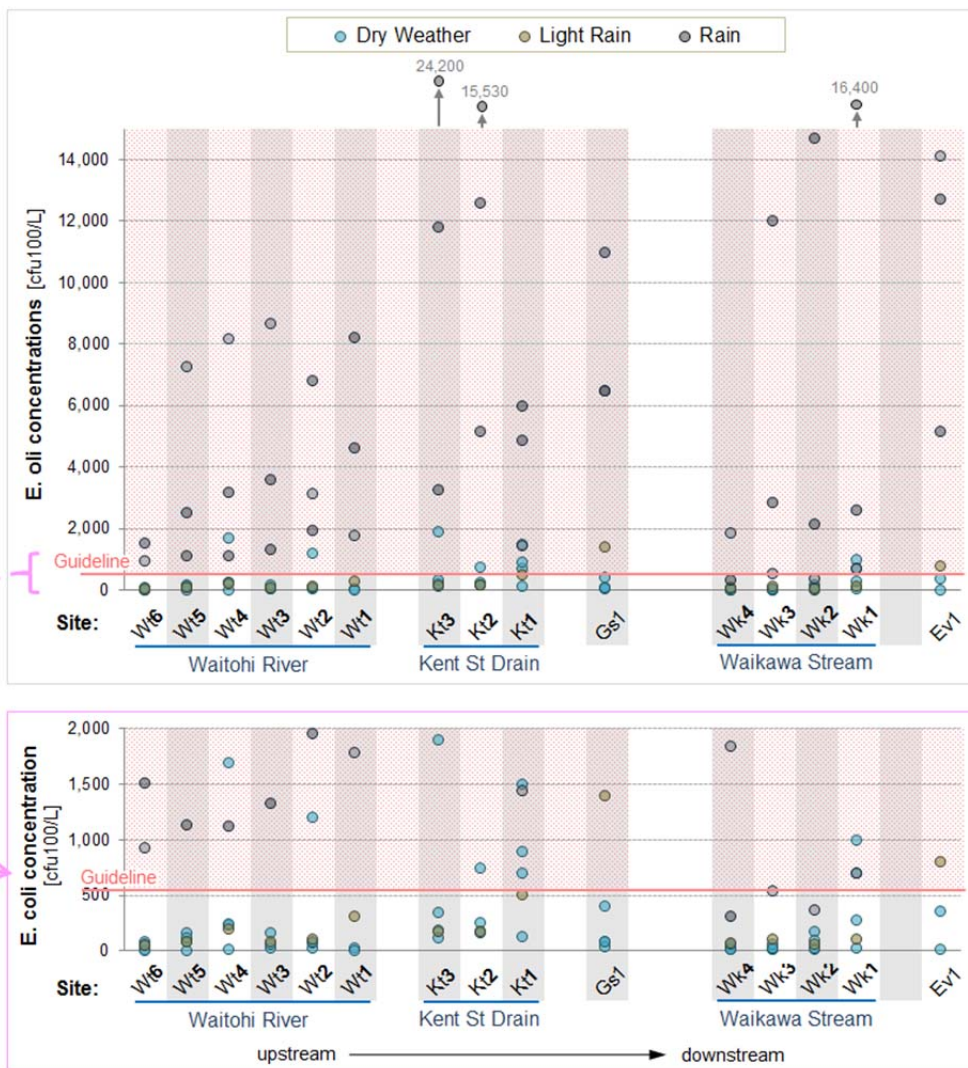 Dry Weather Light Rain Rain
24,200
15,530
16,400
E. oli concentrations [cfu100/L]
14,000
12,000
10,000
8,000
6,000
4,000
2,000
Guideline
0
Site: Wt6 Wt5 Wt4 Wt3 Wt2 Wt1 Kt3 Kt2 Kt1 Gs1 Wk4 Wk3 Wk2 Wk1 Ev1
Waitohi River Kent St Drain Waikawa Stream
E. coli concentration
[cfu100/L]
2,000
1,500
1,000
Guideline
500
0
Site: Wt6 Wt5 Wt4 Wt3 Wt2 Wt1 Kt3 Kt2 Kt1 Gs1 Wk4 Wk3 Wk2 Wk1 Ev1
Waitohi River Kent St Drain Waikawa Stream
upstream downstream